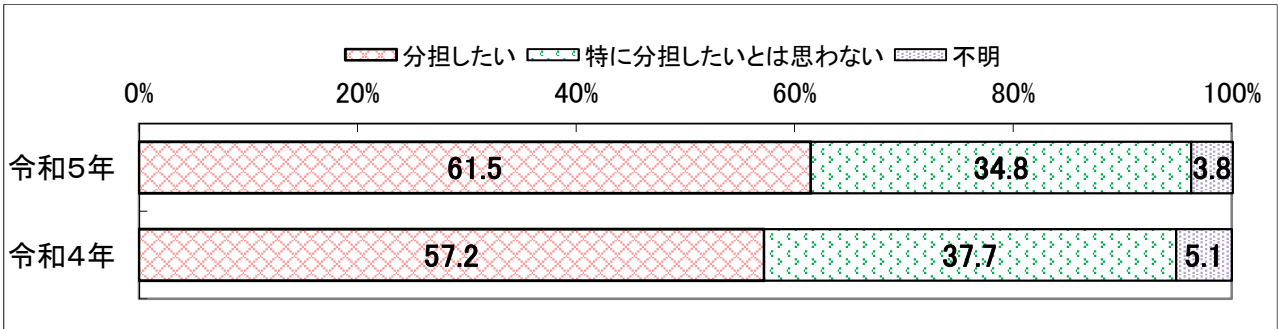 分担したい 特に分担したいとは思わない 不明
0% 20% 40% 60% 80% 100%
令和5年 61.5 34.8 3.8
令和4年 57.2 37.7 5.1